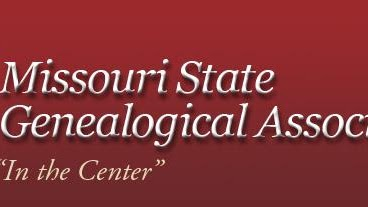 Missouri State
Genealogical Assoc
“In the Center”